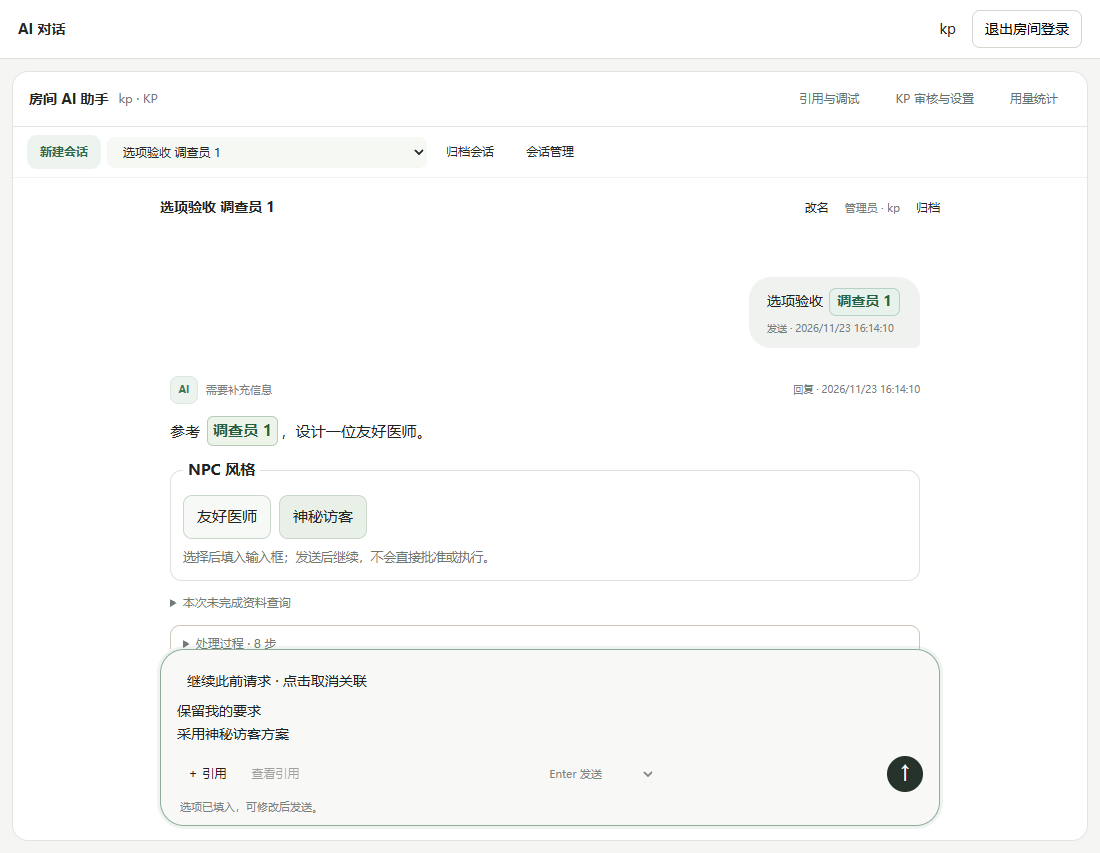 AI 对话
kp 退出房间登录
房间 AI 助手 kp · KP 引用与调试 KP 审核与设置 用量统计
新建会话 选项验收 调查员 1 归档会话 会话管理
选项验收 调查员 1 改名 管理员 · kp 归档
选项验收 调查员 1
发送 · 2026/11/23 16:14:10
AI 需要补充信息 回复 · 2026/11/23 16:14:10
参考 调查员 1 ，设计一位友好医师。
NPC 风格
友好医师 神秘访客
选择后填入输入框；发送后继续，不会直接批准或执行。
本次未完成资料查询
处理过程 · 8 步
继续此前请求 · 点击取消关联
保留我的要求
采用神秘访客方案
+ 引用 查看引用 Enter 发送
选项已填入，可修改后发送。